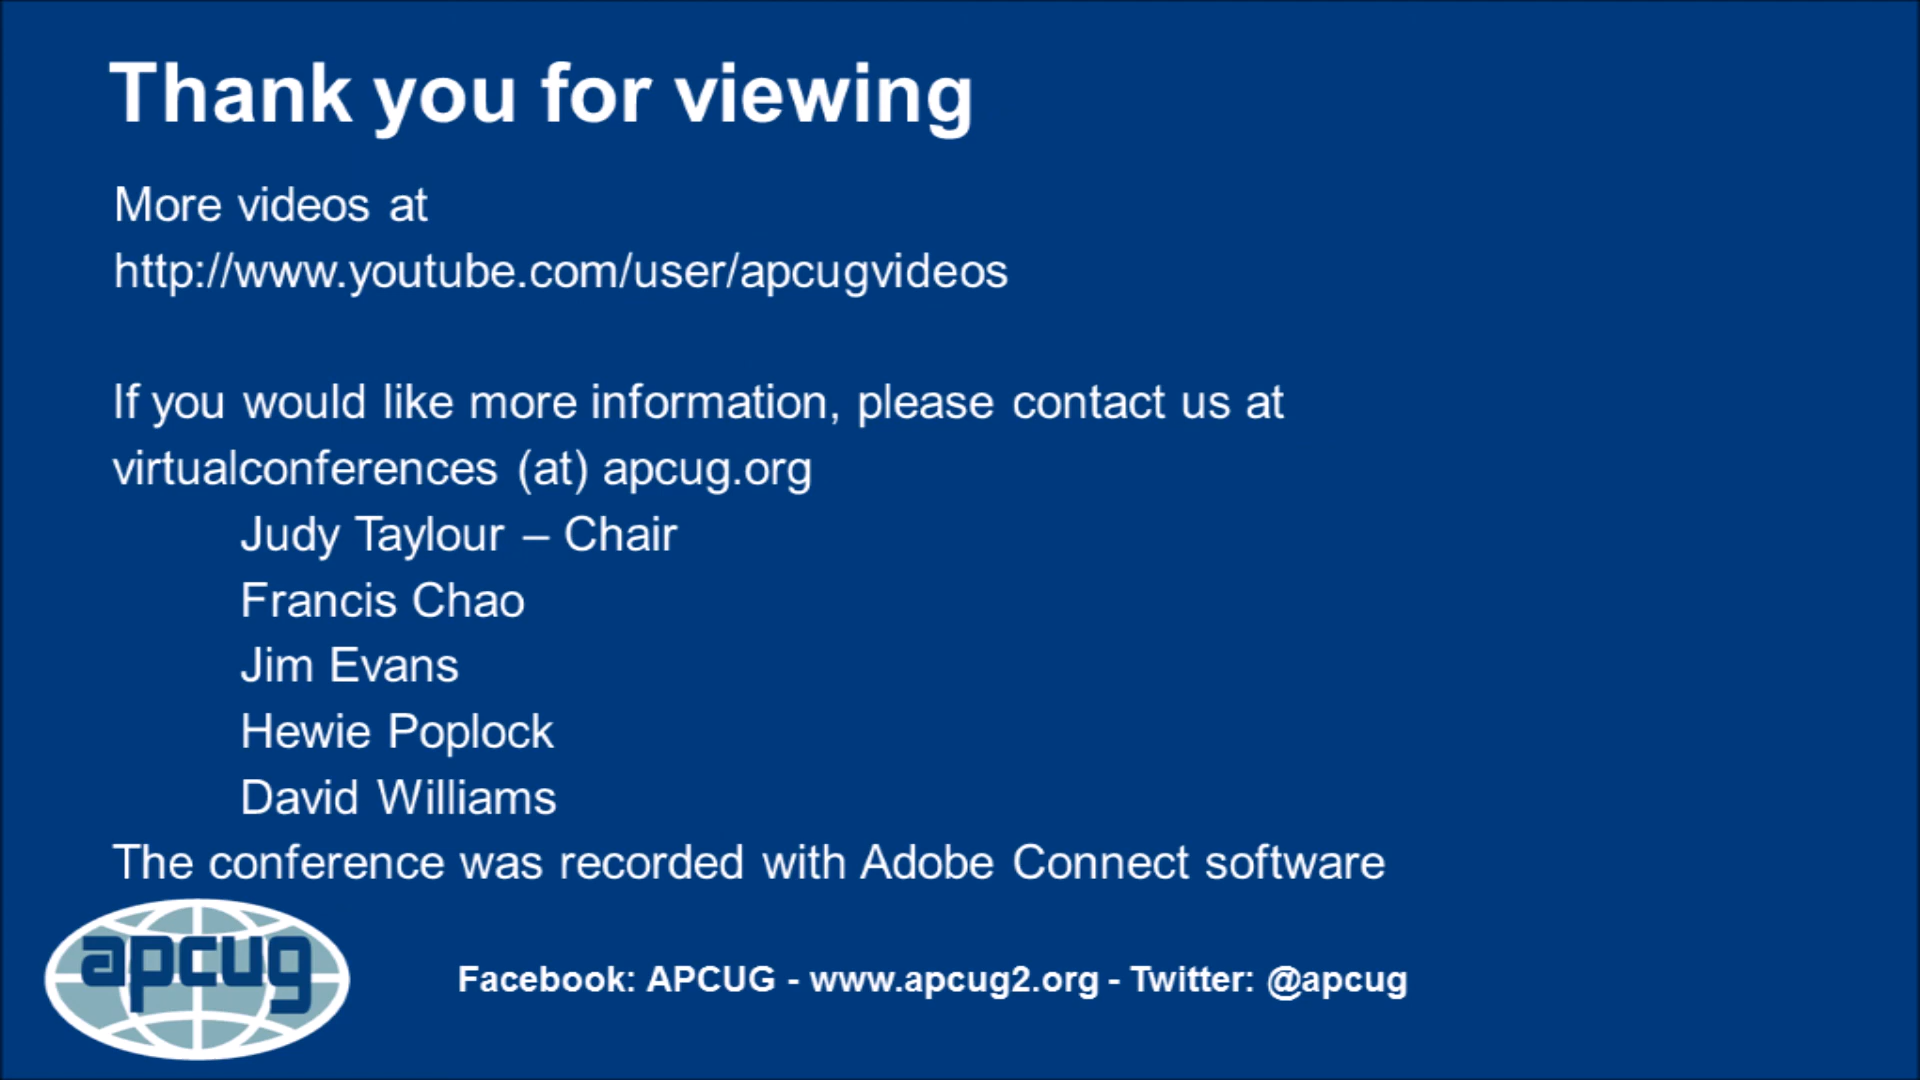 Thank you for viewing
More videos at
http://www.youtube.com/user/apcugvideos
If you would like more information, please contact us at
virtualconferences (at) apcug.org
Judy Taylour – Chair
Francis Chao
Jim Evans
Hewie Poplock
David Williams
The conference was recorded with Adobe Connect software
apcug
Facebook: APCUG - www.apcug2.org - Twitter: @apcug